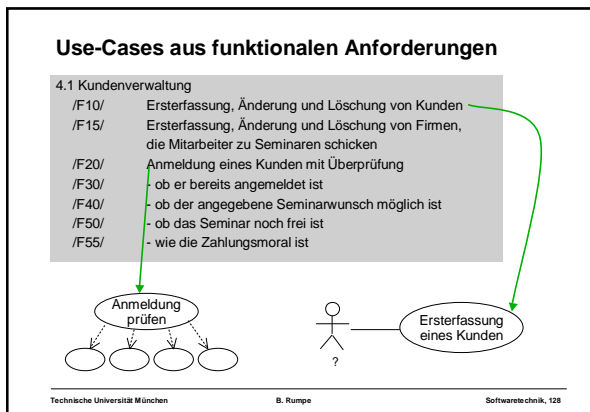 Use-Cases aus funktionalen Anforderungen
4.1 Kundenverwaltung
/F10/ Ersterfassung, Änderung und Löschung von Kunden
/F15/ Ersterfassung, Änderung und Löschung von Firmen,
die Mitarbeiter zu Seminaren schicken
/F20/ Anmeldung eines Kunden mit Überprüfung
/F30/ - ob er bereits angemeldet ist
/F40/ - ob der angegebene Seminarwunsch möglich ist
/F50/ - ob das Seminar noch frei ist
/F55/ - wie die Zahlungsmoral ist
Anmeldung
prüfen
Ersterfassung
eines Kunden
?
Technische Universität München B. Rumpe Softwaretechnik, 128